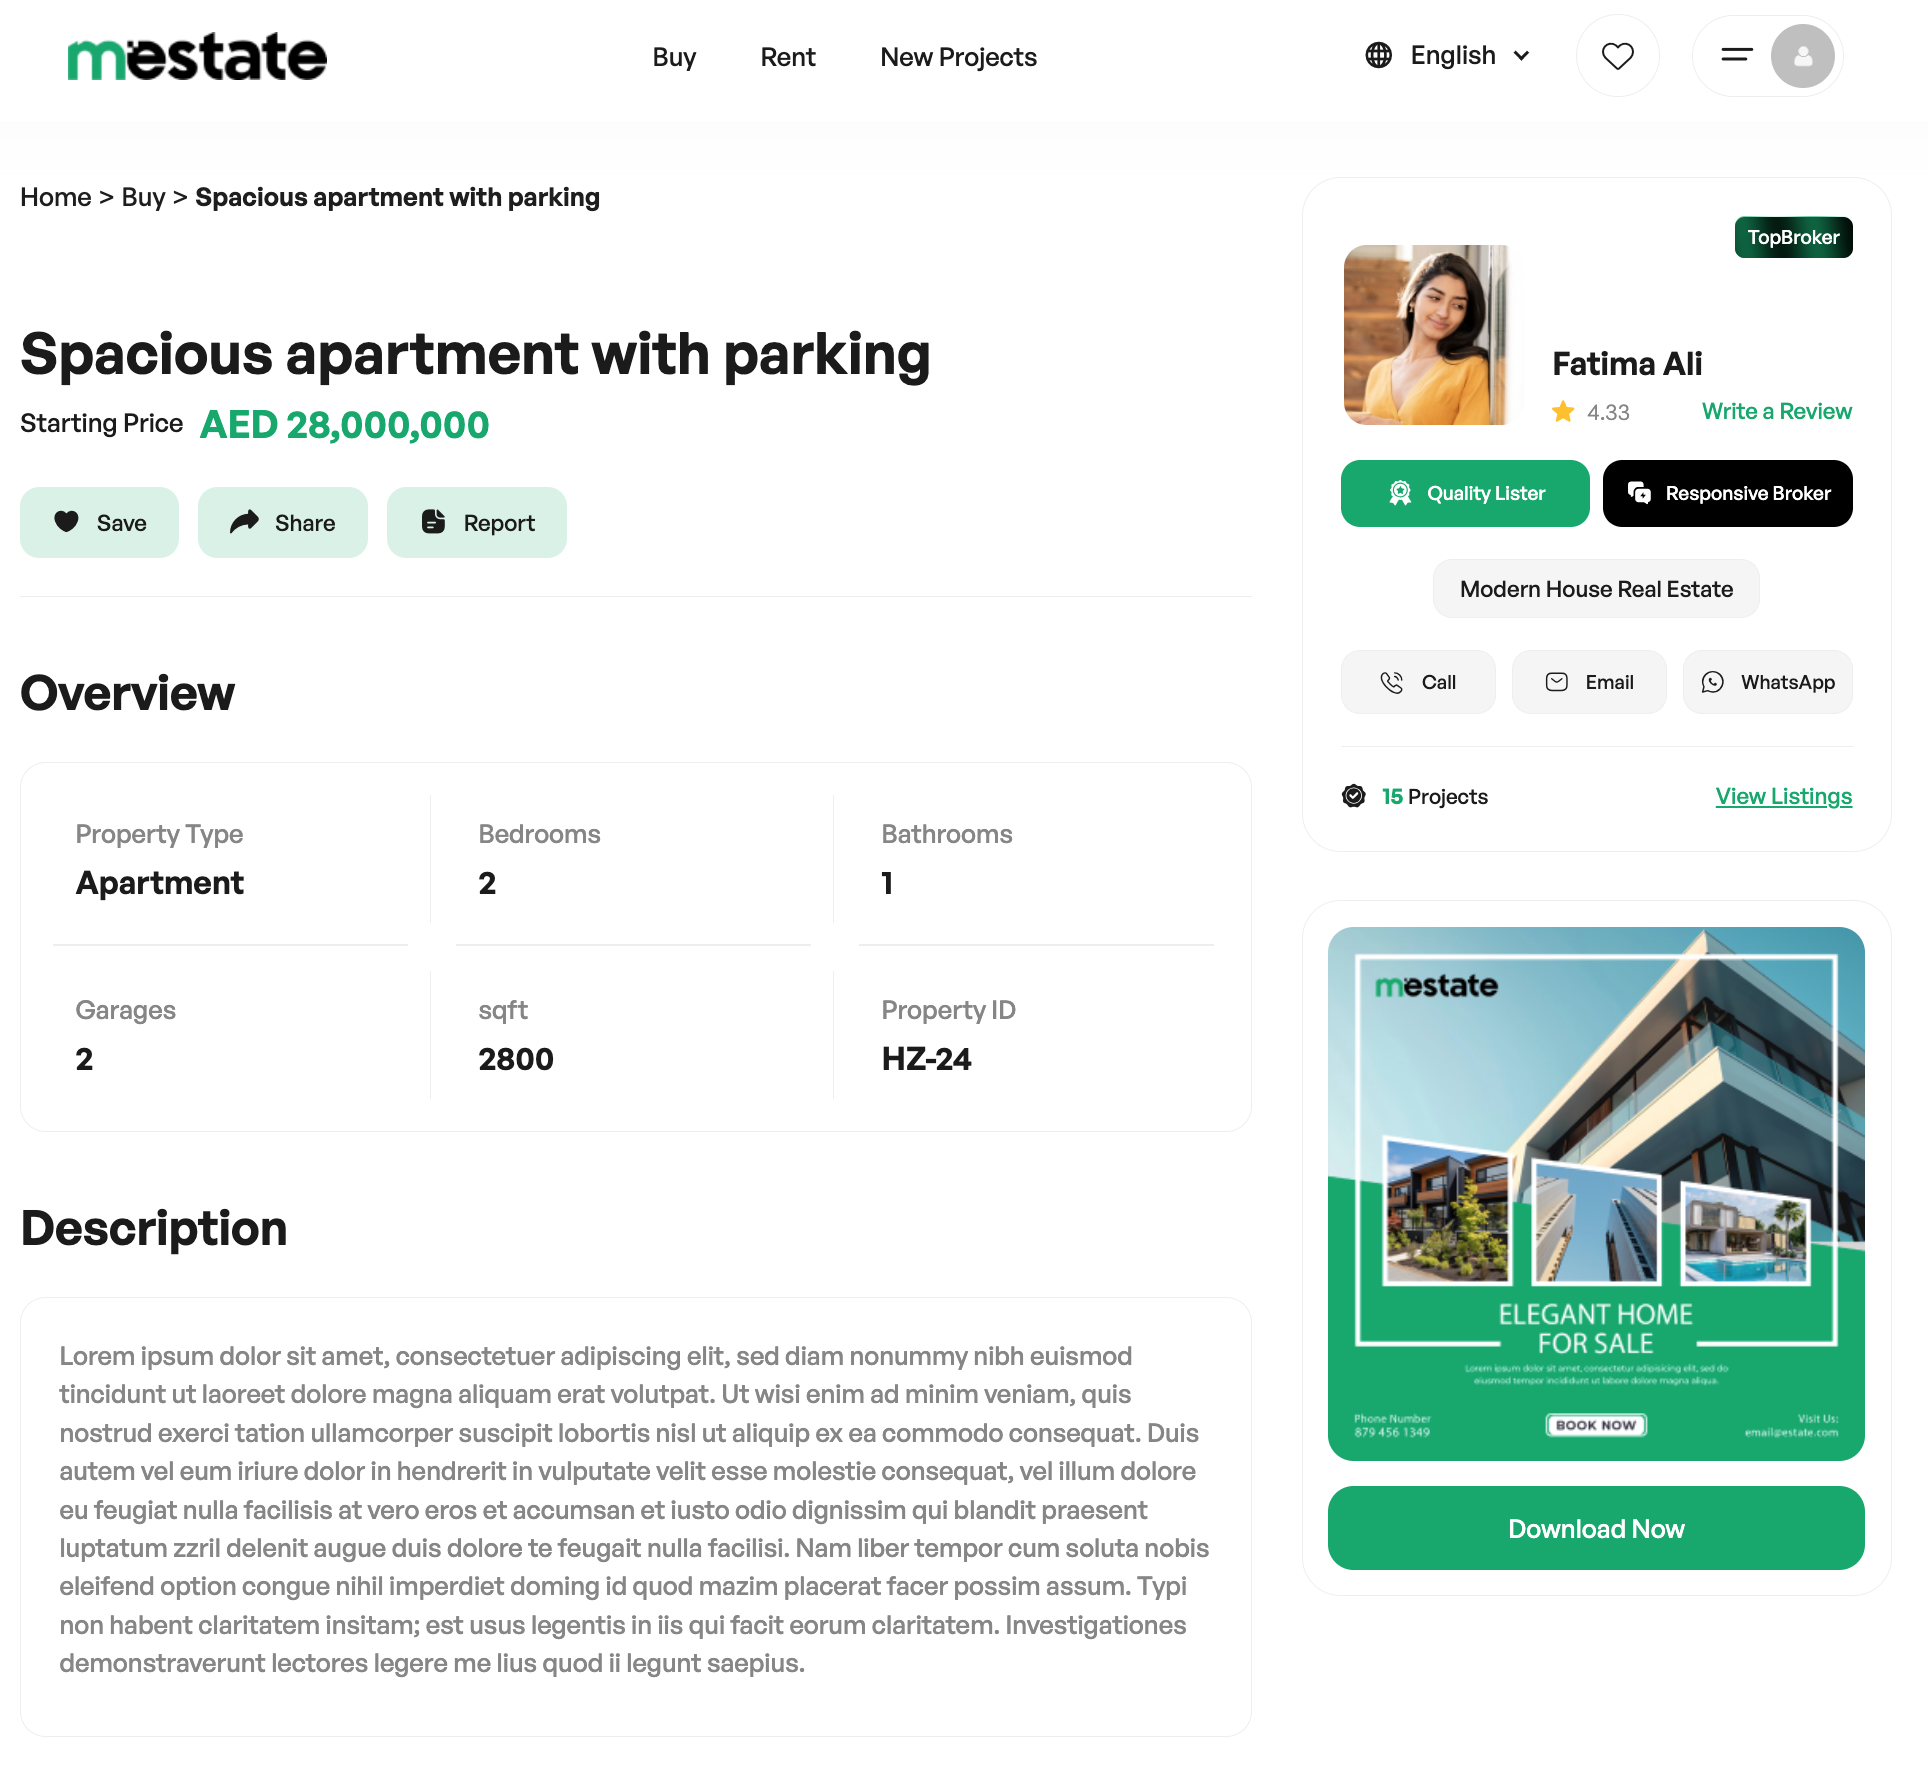 mestate
Buy
Rent
New Projects
English
Home > Buy > Spacious apartment with parking
Spacious apartment with parking
Starting Price AED 28,000,000
Save
Share
Report
Overview
Property Type
Apartment
Bedrooms
2
Bathrooms
1
Garages
2
sqft
2800
Property ID
HZ-24
Description
Lorem ipsum dolor sit amet, consectetuer adipiscing elit, sed diam nonummy nibh euismod
tincidunt ut laoreet dolore magna aliquam erat volutpat. Ut wisi enim ad minim veniam, quis
nostrud exerci tation ullamcorper suscipit lobortis nisl ut aliquip ex ea commodo consequat. Duis
autem vel eum iriure dolor in hendrerit in vulputate velit esse molestie consequat, vel illum dolore
eu feugiat nulla facilisis at vero eros et accumsan et iusto odio dignissim qui blandit praesent
luptatum zzril delenit augue duis dolore te feugait nulla facilisi. Nam liber tempor cum soluta nobis
eleifend option congue nihil imperdiet doming id quod mazim placerat facer possim assum. Typi
non habent claritatem insitam; est usus legentis in iis qui facit eorum claritatem. Investigationes
demonstraverunt lectores legere me lius quod ii legunt saepius.
TopBroker
Fatima Ali
4.33
Write a Review
Quality Lister
Responsive Broker
Modern House Real Estate
Call
Email
WhatsApp
15 Projects
View Listings
mestate
ELEGANT HOME
FOR SALE
Lorem ipsum dolor sit amet, consectetur adipisicing elit, sed do
eiusmod tempor incididunt ut labore dolore magna aliqua.
Phone Number
879 456 1349
BOOK NOW
Visit Us:
email@estate.com
Download Now